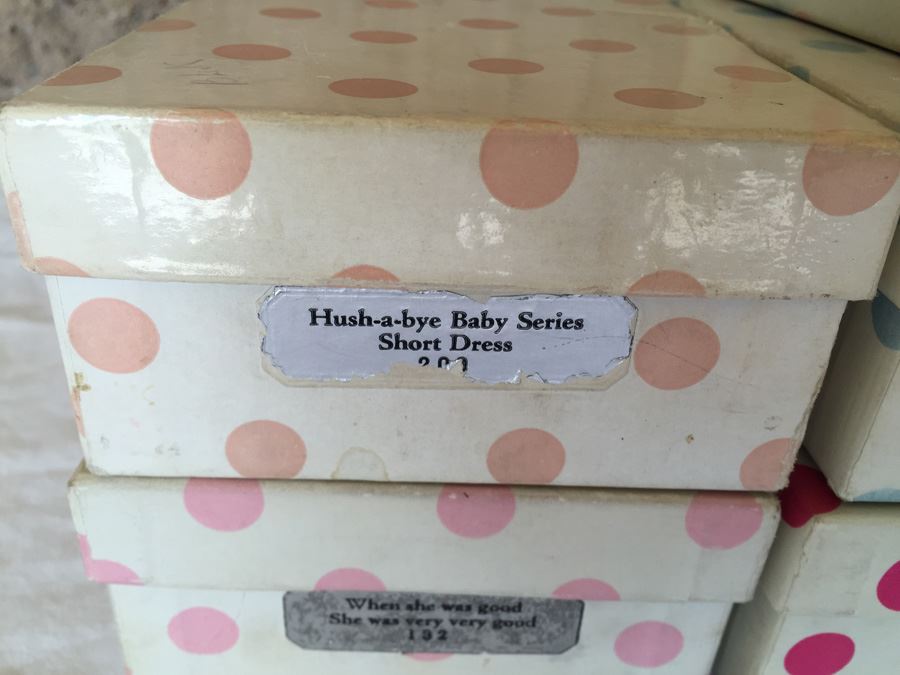 Hush-a-bye Baby Series
Short Dress
When she was good
She was very very good
132